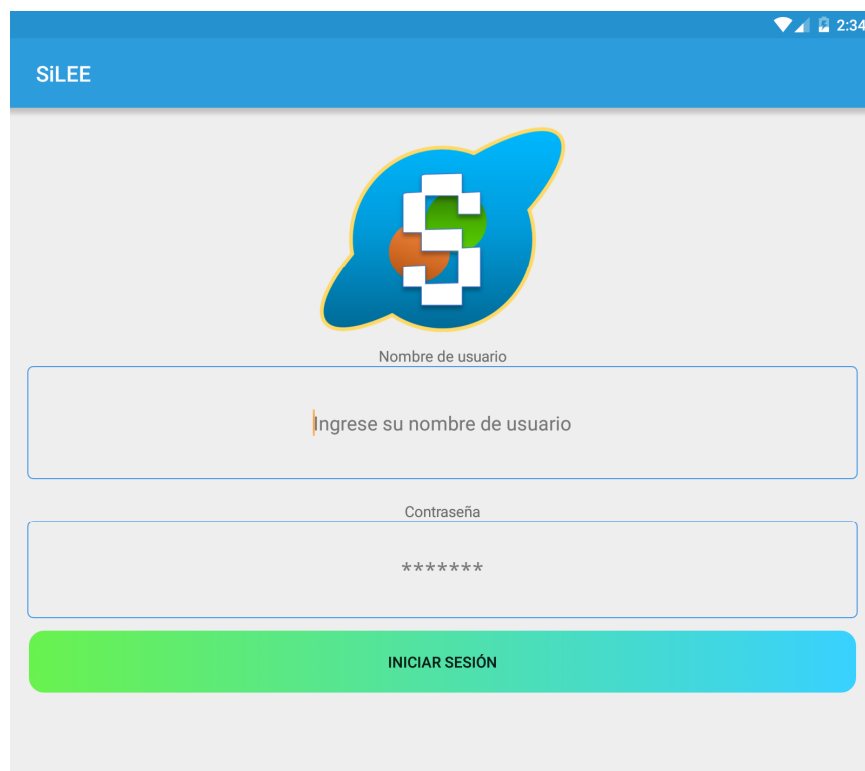 2:34
SiLEE
S
Nombre de usuario
Ingrese su nombre de usuario
Contraseña
*******
INICIAR SESIÓN